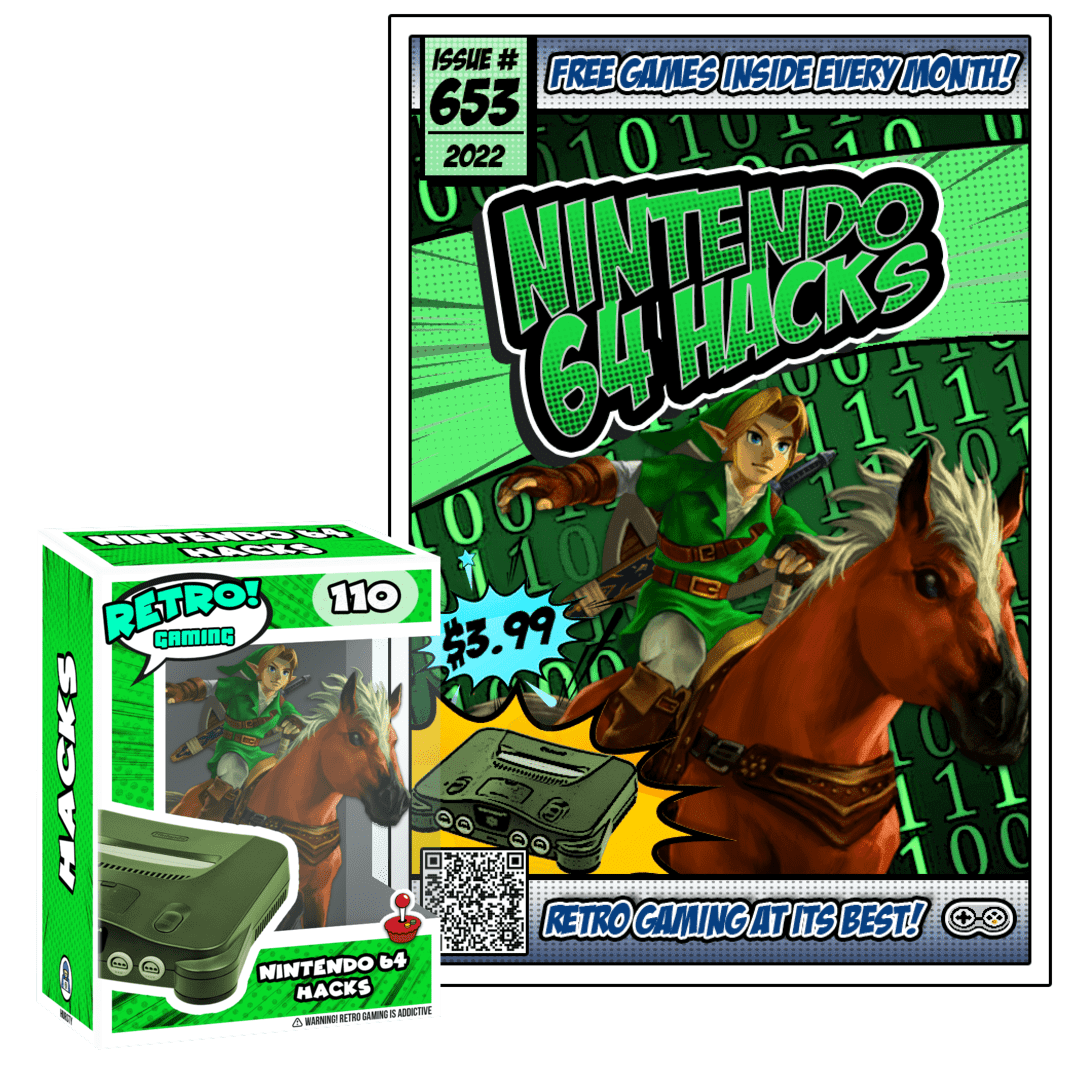 ISSUE #
653
2022
FREE GAMES INSIDE EVERY MONTH!
NINTENDO
64 HACKS
$3.99
RETRO GAMING AT ITS BEST!
NINTENDO 64
HACKS
RETRO!
GAMING
110
HACKS
NINTENDO 64
HACKS
WARNING! RETRO GAMING IS ADDICTIVE